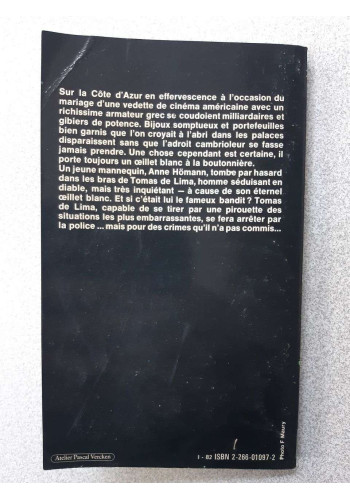 Sur la Côte d'Azur en effervescence à l'occasion du
mariage d'une vedette de cinéma américaine avec un
richissime armateur grec se coudoient milliardaires et
gibiers de potence. Bijoux somptueux et portefeuilles
bien garnis que l'on croyait à l'abri dans les palaces
disparaissent sans que l'adroit cambrioleur se fasse
jamais prendre. Une chose cependant est certaine, il
porte toujours un œillet blanc à la boutonnière.
Un jeune mannequin, Anne Hömann, tombe par hasard
dans les bras de Tomas de Lima, homme séduisant en
diable, mais très inquiétant — à cause de son éternel
œillet blanc. Et si c'était lui le fameux bandit ? Tomas
de Lima, capable de se tirer par une pirouette des
situations les plus embarrassantes, se fera arrêter par
la police ... mais pour des crimes qu'il n'a pas commis...
Atelier Pascal Vercken
I - 82 ISBN 2-266-01097-2
Photo F Maury